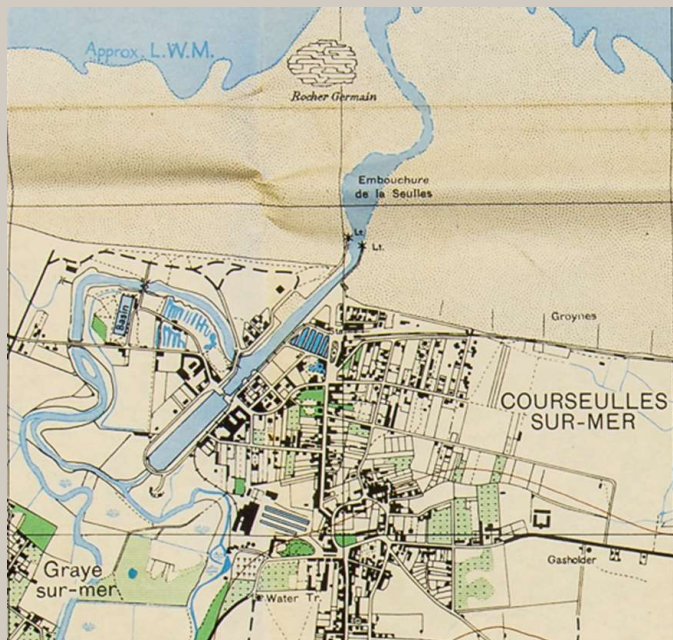 Approx. L.W.M.
Rocher Germain
Embouchure
de la Seulles
Lt.
Lt.
Basin
Groynes
COURSEULLES
SUR-MER
Gasholder
Graye
sur-mer
Water Tr.